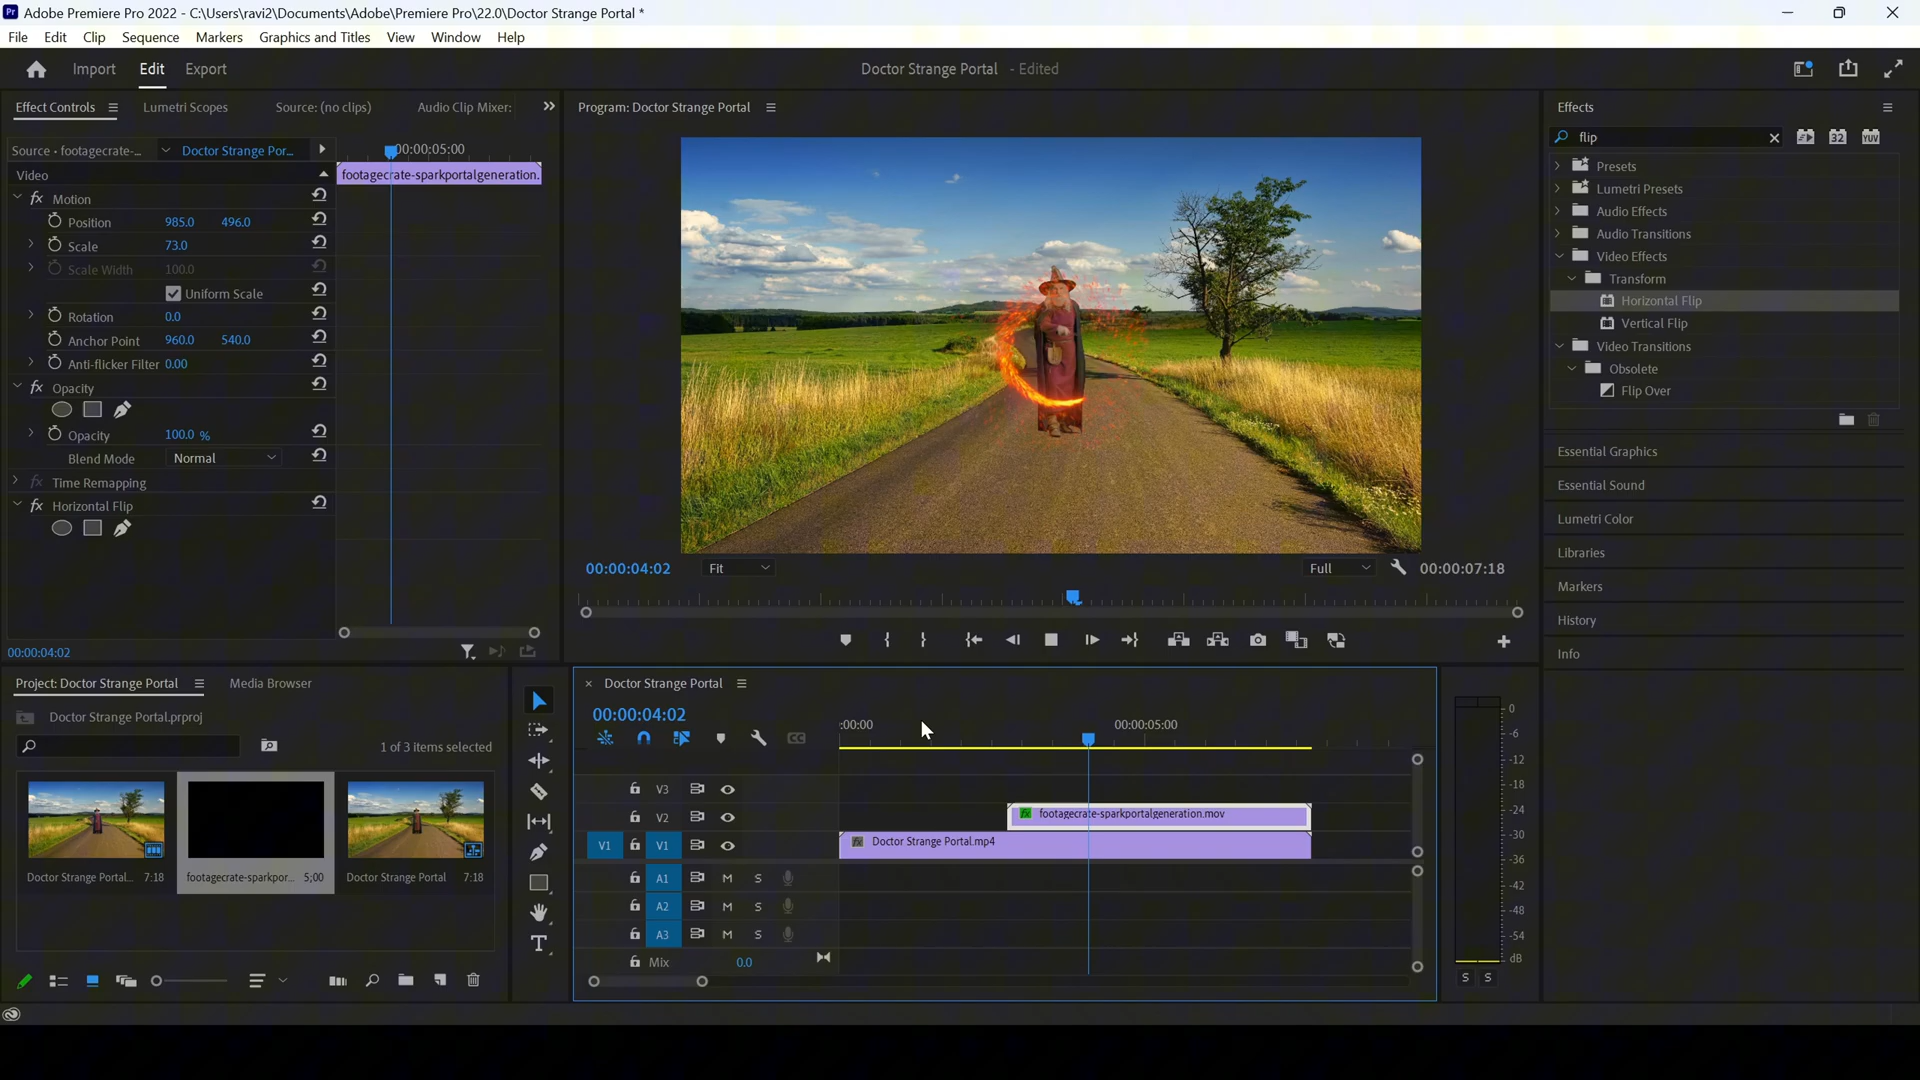 Adobe Premiere Pro 2022 - C:\Users\ravi2\Documents\Adobe\Premiere Pro\22.0\Doctor Strange Portal *
File Edit Clip Sequence Markers Graphics and Titles View Window Help
Import Edit Export
Doctor Strange Portal - Edited
Effect Controls Lumetri Scopes Source: (no clips) Audio Clip Mixer:
Source • footagecrate-... Doctor Strange Por...
00:00:05:00
Video
footagecrate-sparkportalgeneration.
fx Motion
Position 985.0 496.0
Scale 73.0
Scale Width 100.0
Uniform Scale
Rotation 0.0
Anchor Point 960.0 540.0
Anti-flicker Filter 0.00
fx Opacity
Opacity 100.0 %
Blend Mode Normal
fx Time Remapping
fx Horizontal Flip
00:00:04:02
Program: Doctor Strange Portal
00:00:04:02 Fit Full 00:00:07:18
Effects
flip
32
YUV
Presets
Lumetri Presets
Audio Effects
Audio Transitions
Video Effects
Transform
Horizontal Flip
Vertical Flip
Video Transitions
Obsolete
Flip Over
Essential Graphics
Essential Sound
Lumetri Color
Libraries
Markers
History
Info
Project: Doctor Strange Portal Media Browser
Doctor Strange Portal.prproj
1 of 3 items selected
Doctor Strange Portal... 7:18
footagecrate-sparkpor... 5;00
Doctor Strange Portal 7:18
Doctor Strange Portal
00:00:04:02
:00:00 00:00:05:00
V3
V2 fx footagecrate-sparkportalgeneration.mov
V1 V1 fx Doctor Strange Portal.mp4
A1 M S
A2 M S
A3 M S
Mix 0.0
0
-6
-12
-18
-24
-30
-36
-42
-48
-54
dB
S S